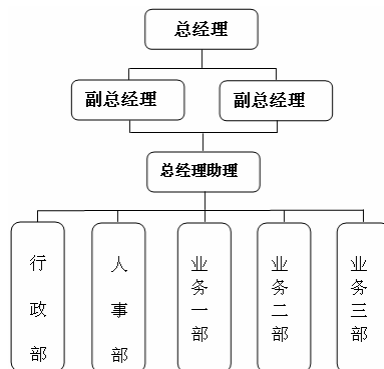 总经理
副总经理
副总经理
总经理助理
行政部
人事部
业务一部
业务二部
业务三部